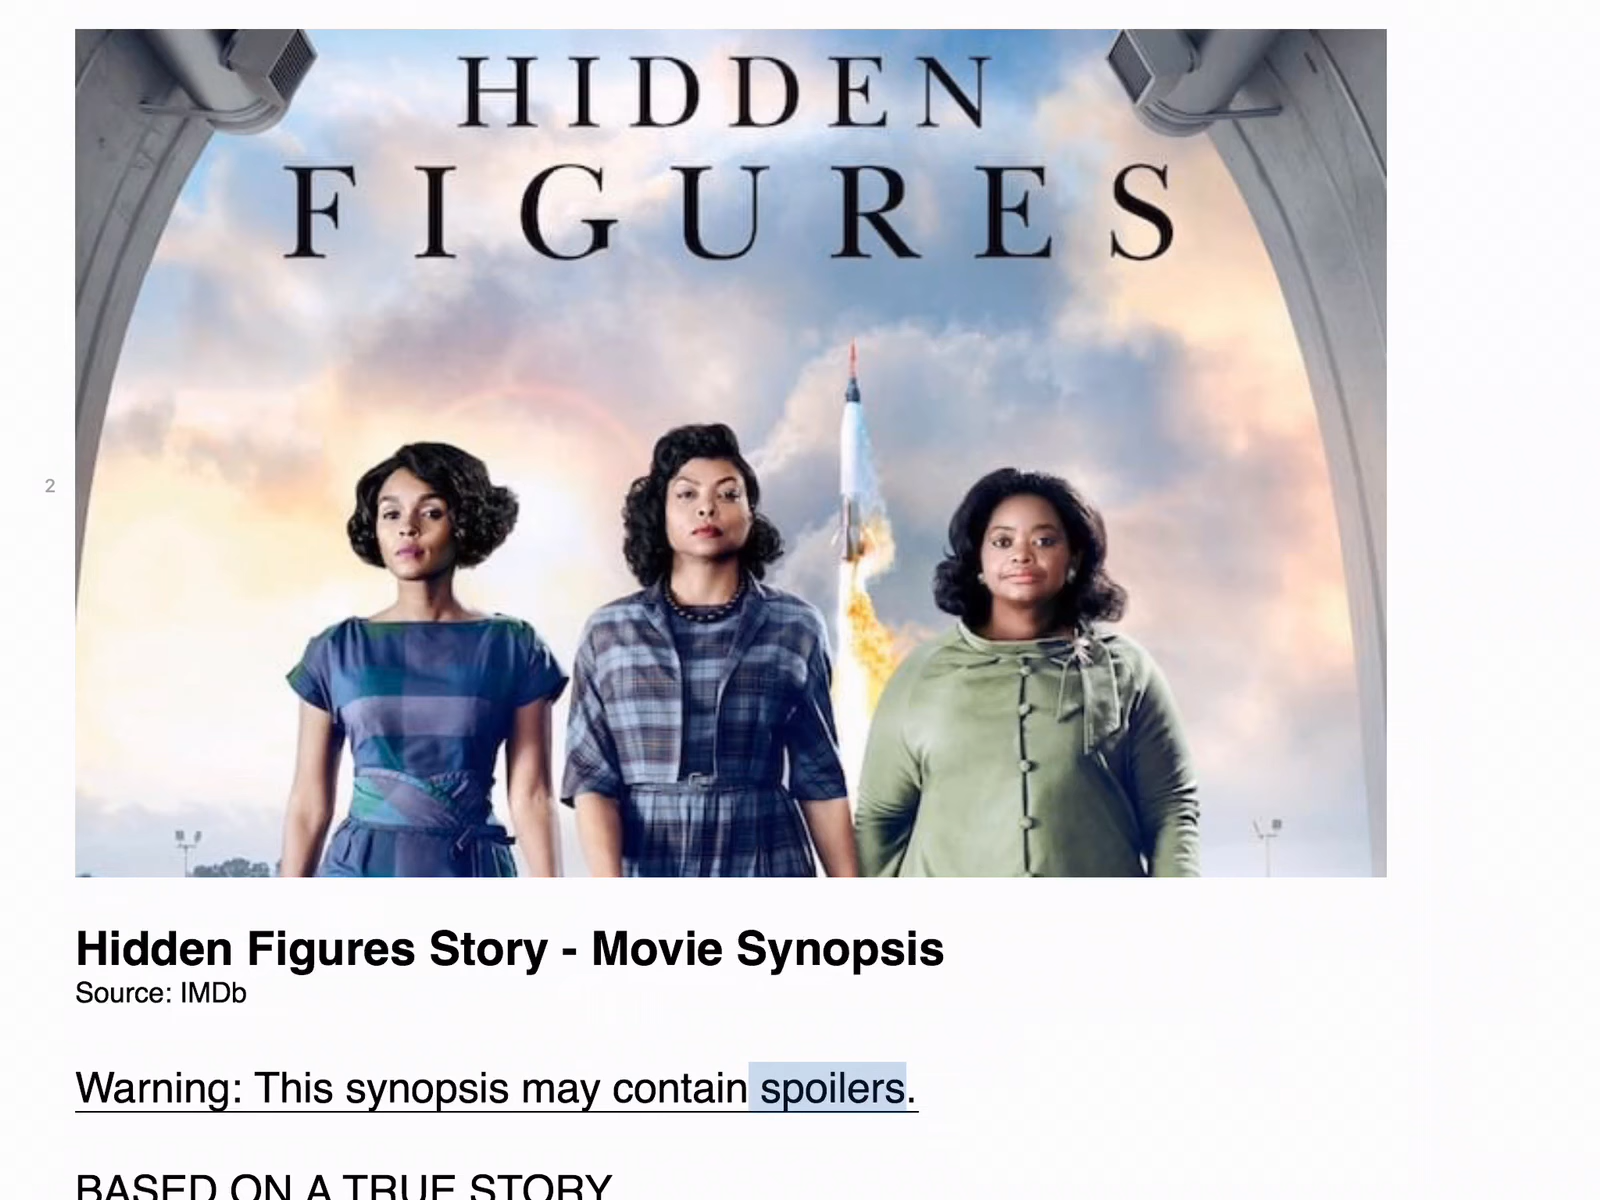 HIDDEN
FIGURES
2
Hidden Figures Story - Movie Synopsis
Source: IMDb
Warning: This synopsis may contain spoilers.
BASED ON A TRUE STORY